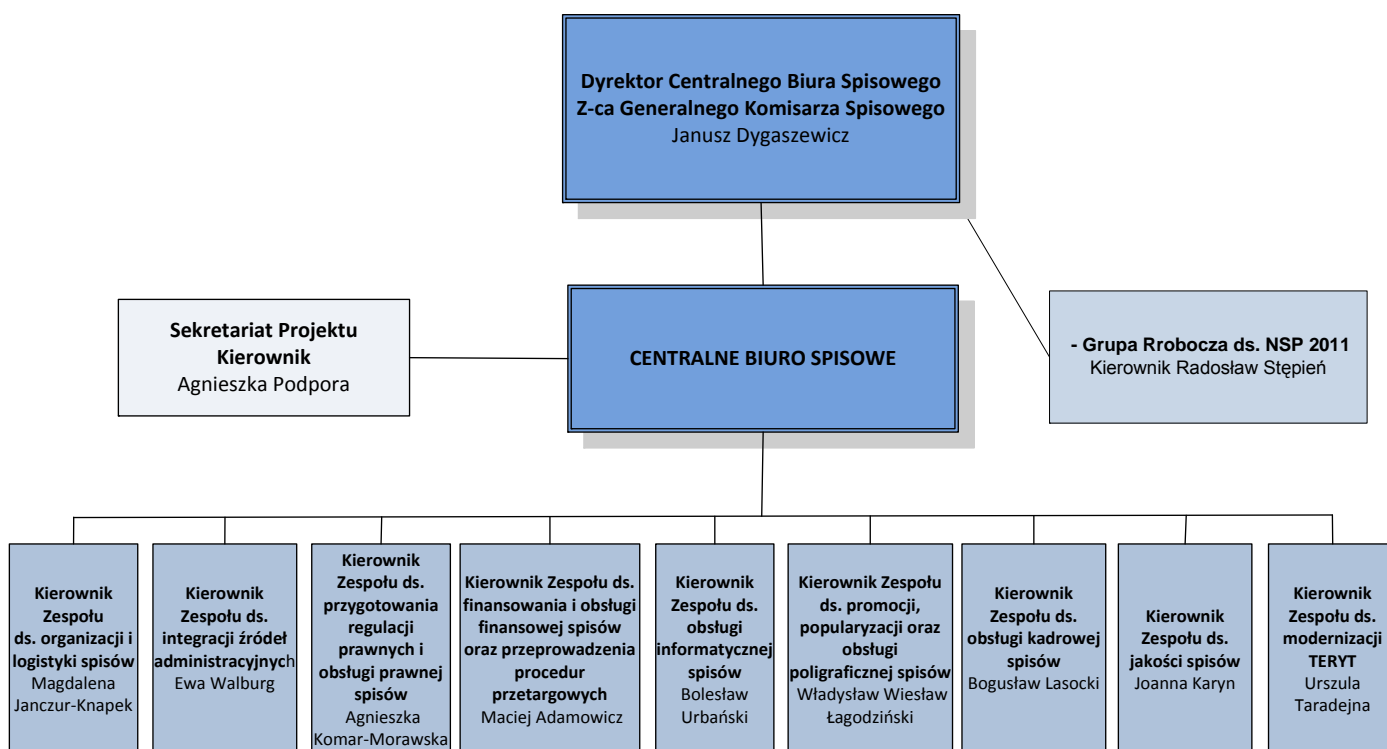 Dyrektor Centralnego Biura Spisowego
Z-ca Generalnego Komisarza Spisowego
Janusz Dygaszewicz
Sekretariat Projektu
Kierownik
Agnieszka Podpora
CENTRALNE BIURO SPISOWE
- Grupa Rrobocza ds. NSP 2011
Kierownik Radosław Stępień
Kierownik
Zespołu
ds. organizacji i
logistyki spisów
Magdalena
Janczur-Knapek
Kierownik
Zespołu ds.
integracji źródeł
administracyjnych
Ewa Walburg
Kierownik
Zespołu ds.
przygotowania
regulacji
prawnych i
obsługi prawnej
spisów
Agnieszka
Komar-Morawska
Kierownik Zespołu ds.
finansowania i obsługi
finansowej spisów
oraz przeprowadzenia
procedur
przetargowych
Maciej Adamowicz
Kierownik
Zespołu ds.
obsługi
informatycznej
spisów
Bolesław
Urbański
Kierownik Zespołu
ds. promocji,
popularyzacji oraz
obsługi
poligraficznej spisów
Władysław Wiesław
Łagodziński
Kierownik
Zespołu ds.
obsługi kadrowej
spisów
Bogusław Lasocki
Kierownik
Zespołu ds.
jakości spisów
Joanna Karyn
Kierownik
Zespołu ds.
modernizacji
TERYT
Urszula
Taradejna